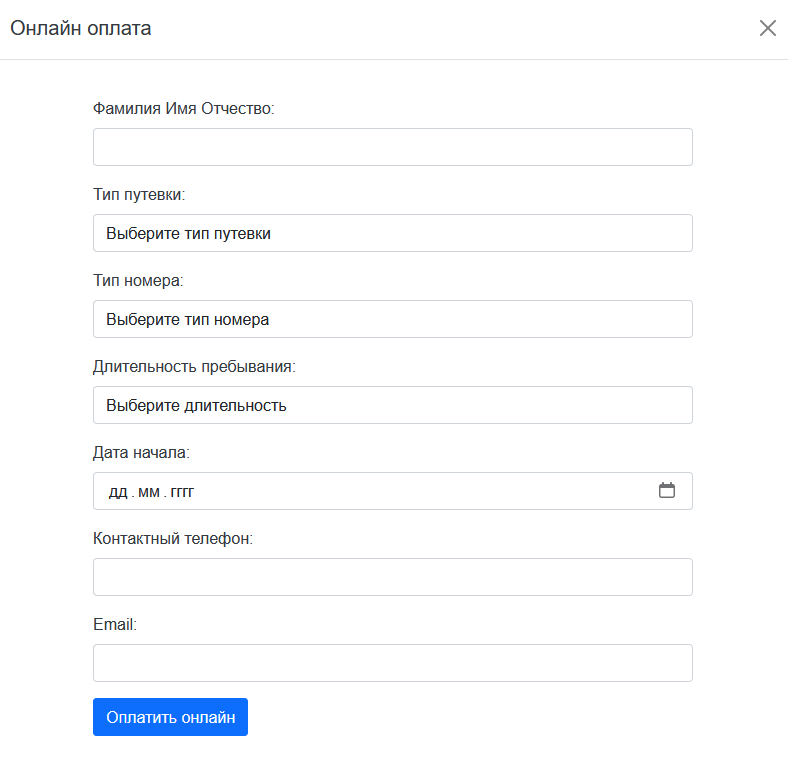 Онлайн оплата
Фамилия Имя Отчество:
Тип путевки:
Выберите тип путевки
Тип номера:
Выберите тип номера
Длительность пребывания:
Выберите длительность
Дата начала:
дд . мм . гггг
Контактный телефон:
Email:
Оплатить онлайн